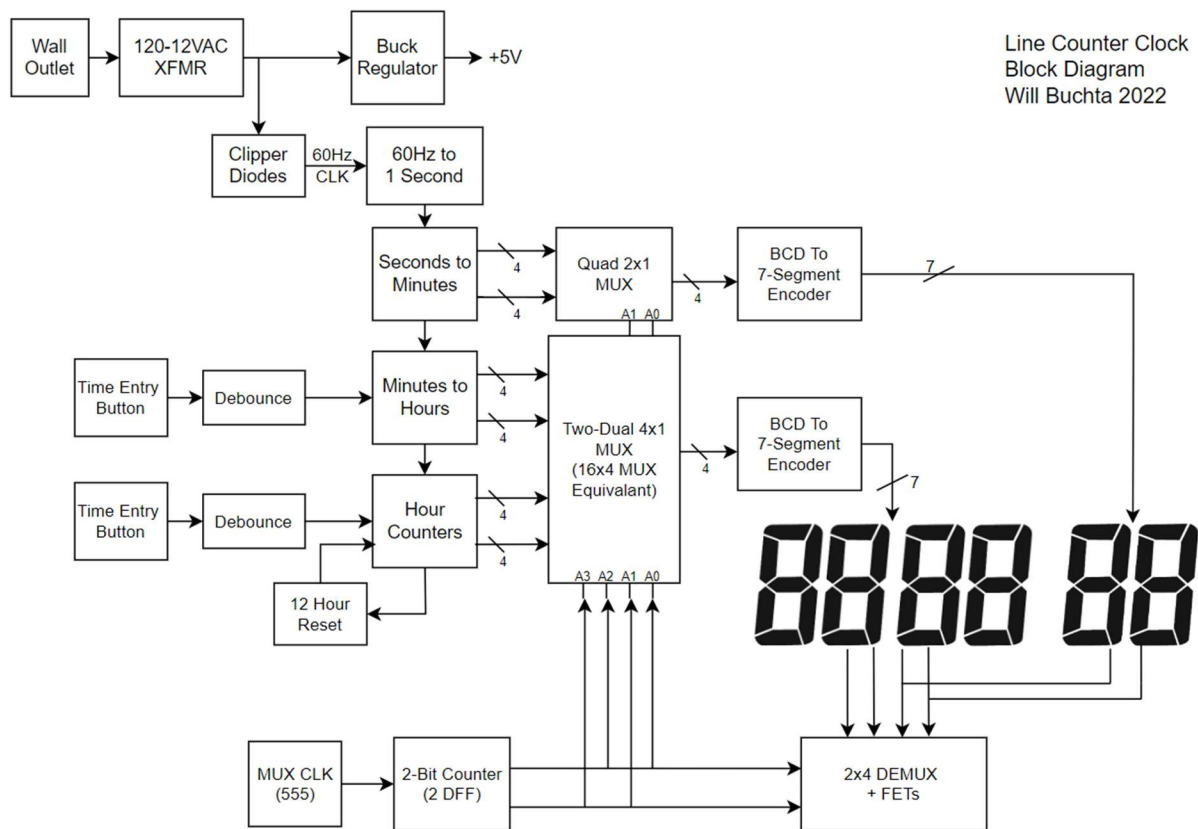 Wall
Outlet
120-12VAC
XFMR
Buck
Regulator
+5V
Line Counter Clock
Block Diagram
Will Buchta 2022
Clipper
Diodes
60Hz
CLK
60Hz to
1 Second
Seconds to
Minutes
4
4
Quad 2x1
MUX
A1 A0
4
BCD To
7-Segment
Encoder
7
Time Entry
Button
Debounce
Minutes to
Hours
4
4
Two-Dual 4x1
MUX
(16x4 MUX
Equivalant)
4
BCD To
7-Segment
Encoder
7
Time Entry
Button
Debounce
Hour
Counters
4
4
A3 A2 A1 A0
12 Hour
Reset
88 88 88
MUX CLK
(555)
2-Bit Counter
(2 DFF)
2x4 DEMUX
+ FETs